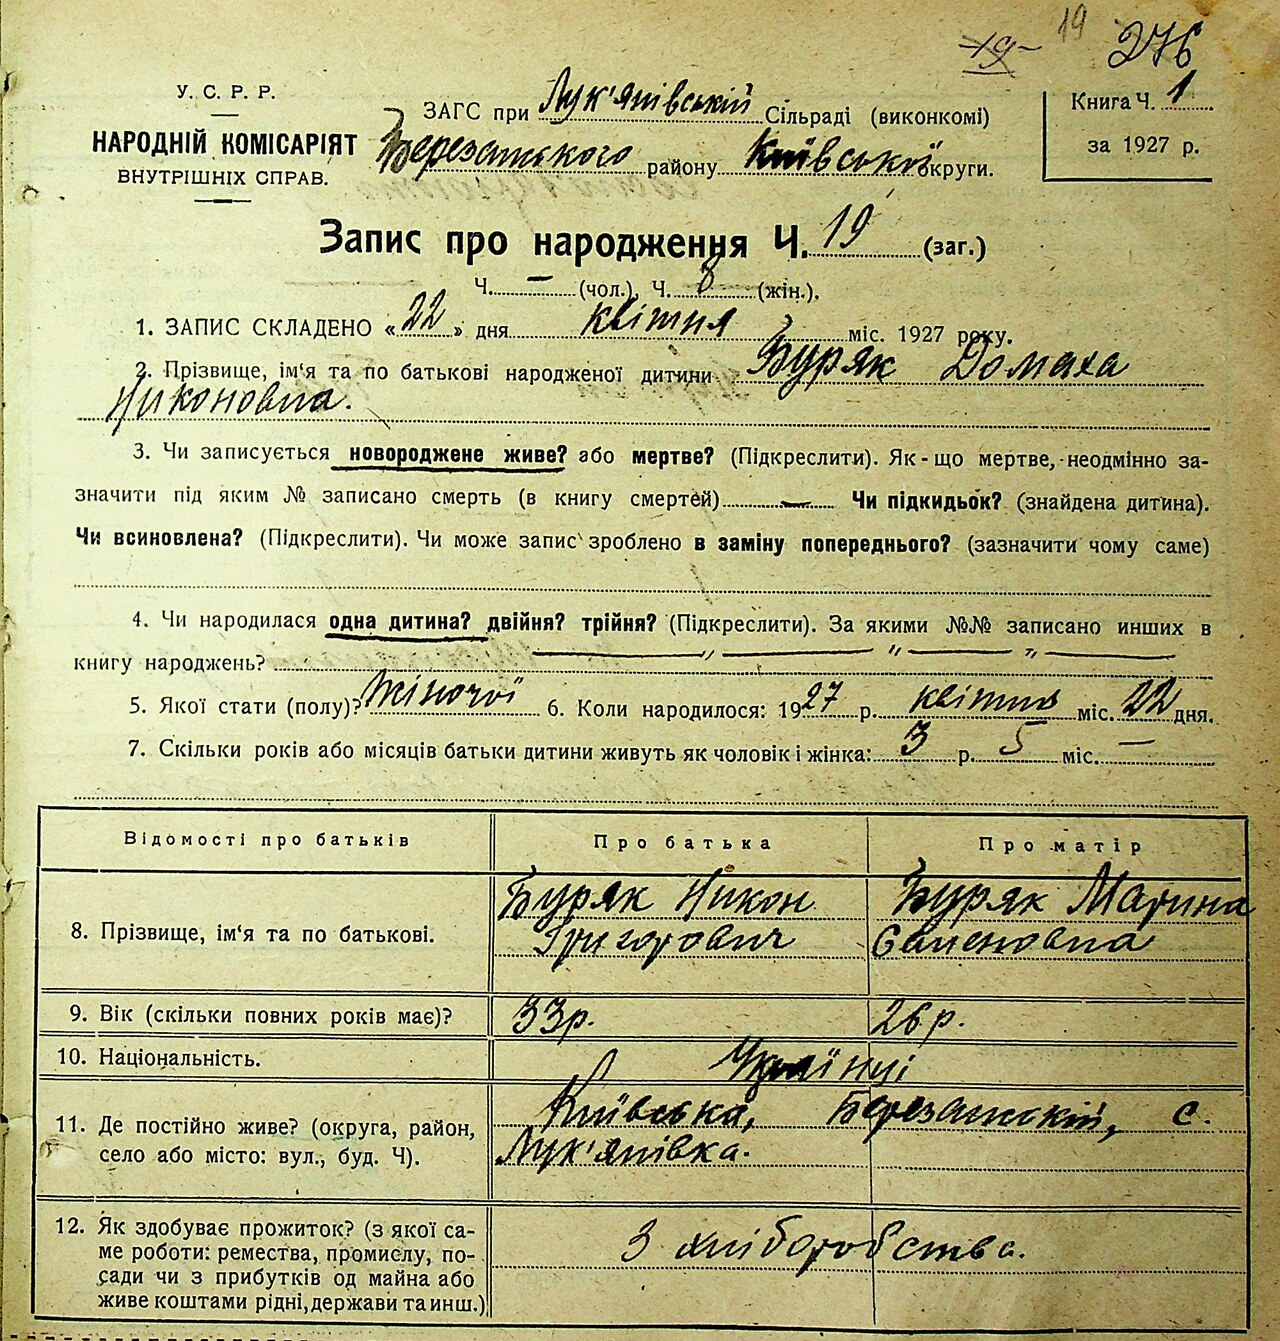 19 19 276
У. С. Р. Р.
НАРОДНІЙ КОМІСАРІЯТ
ВНУТРІШНІХ СПРАВ.
ЗАГС при Лук'янівській Сільраді (виконкомі)
Березанського району Київської округи.
Книга Ч. 1
за 1927 р.
Запис про народження Ч. 19 (заг.)
Ч. — (чол.), Ч. 8 (жін.).
1. ЗАПИС СКЛАДЕНО «22» дня квітня міс. 1927 року.
2. Прізвище, ім'я та по батькові народженої дитини Буряк Домаха
Никоновна.
3. Чи записується новороджене живе? або мертве? (Підкреслити). Як-що мертве, неодмінно за-
значити під яким № записано смерть (в книгу смертей) — Чи підкидьок? (знайдена дитина).
Чи всиновлена? (Підкреслити). Чи може запис зроблено в заміну попереднього? (зазначити чому саме)
4. Чи народилася одна дитина? двійня? трійня? (Підкреслити). За якими №№ записано инших в
книгу народжень? — „ — „ — „ —
5. Якої стати (полу)? Жіночої 6. Коли народилося: 1927 р. квітня міс. 22 дня.
7. Скільки років або місяців батьки дитини живуть як чоловік і жінка: 3 р. 5 міс. —
Відомості про батьків Про батька Про матір
8. Прізвище, ім'я та по батькові. Буряк Никон Григорович Буряк Марина Семеновна
9. Вік (скільки повних років має)? 33р. 26р.
10. Національність. Українці
11. Де постійно живе? (округа, район, Київська, Березанський, с.
село або місто: вул., буд. Ч). Лук'янівка.
12. Як здобуває прожиток? (з якої са- З хліборобства.
ме роботи: ремества, промислу, по-
сади чи з прибутків од майна або
живе коштами рідні, держави та инш.)